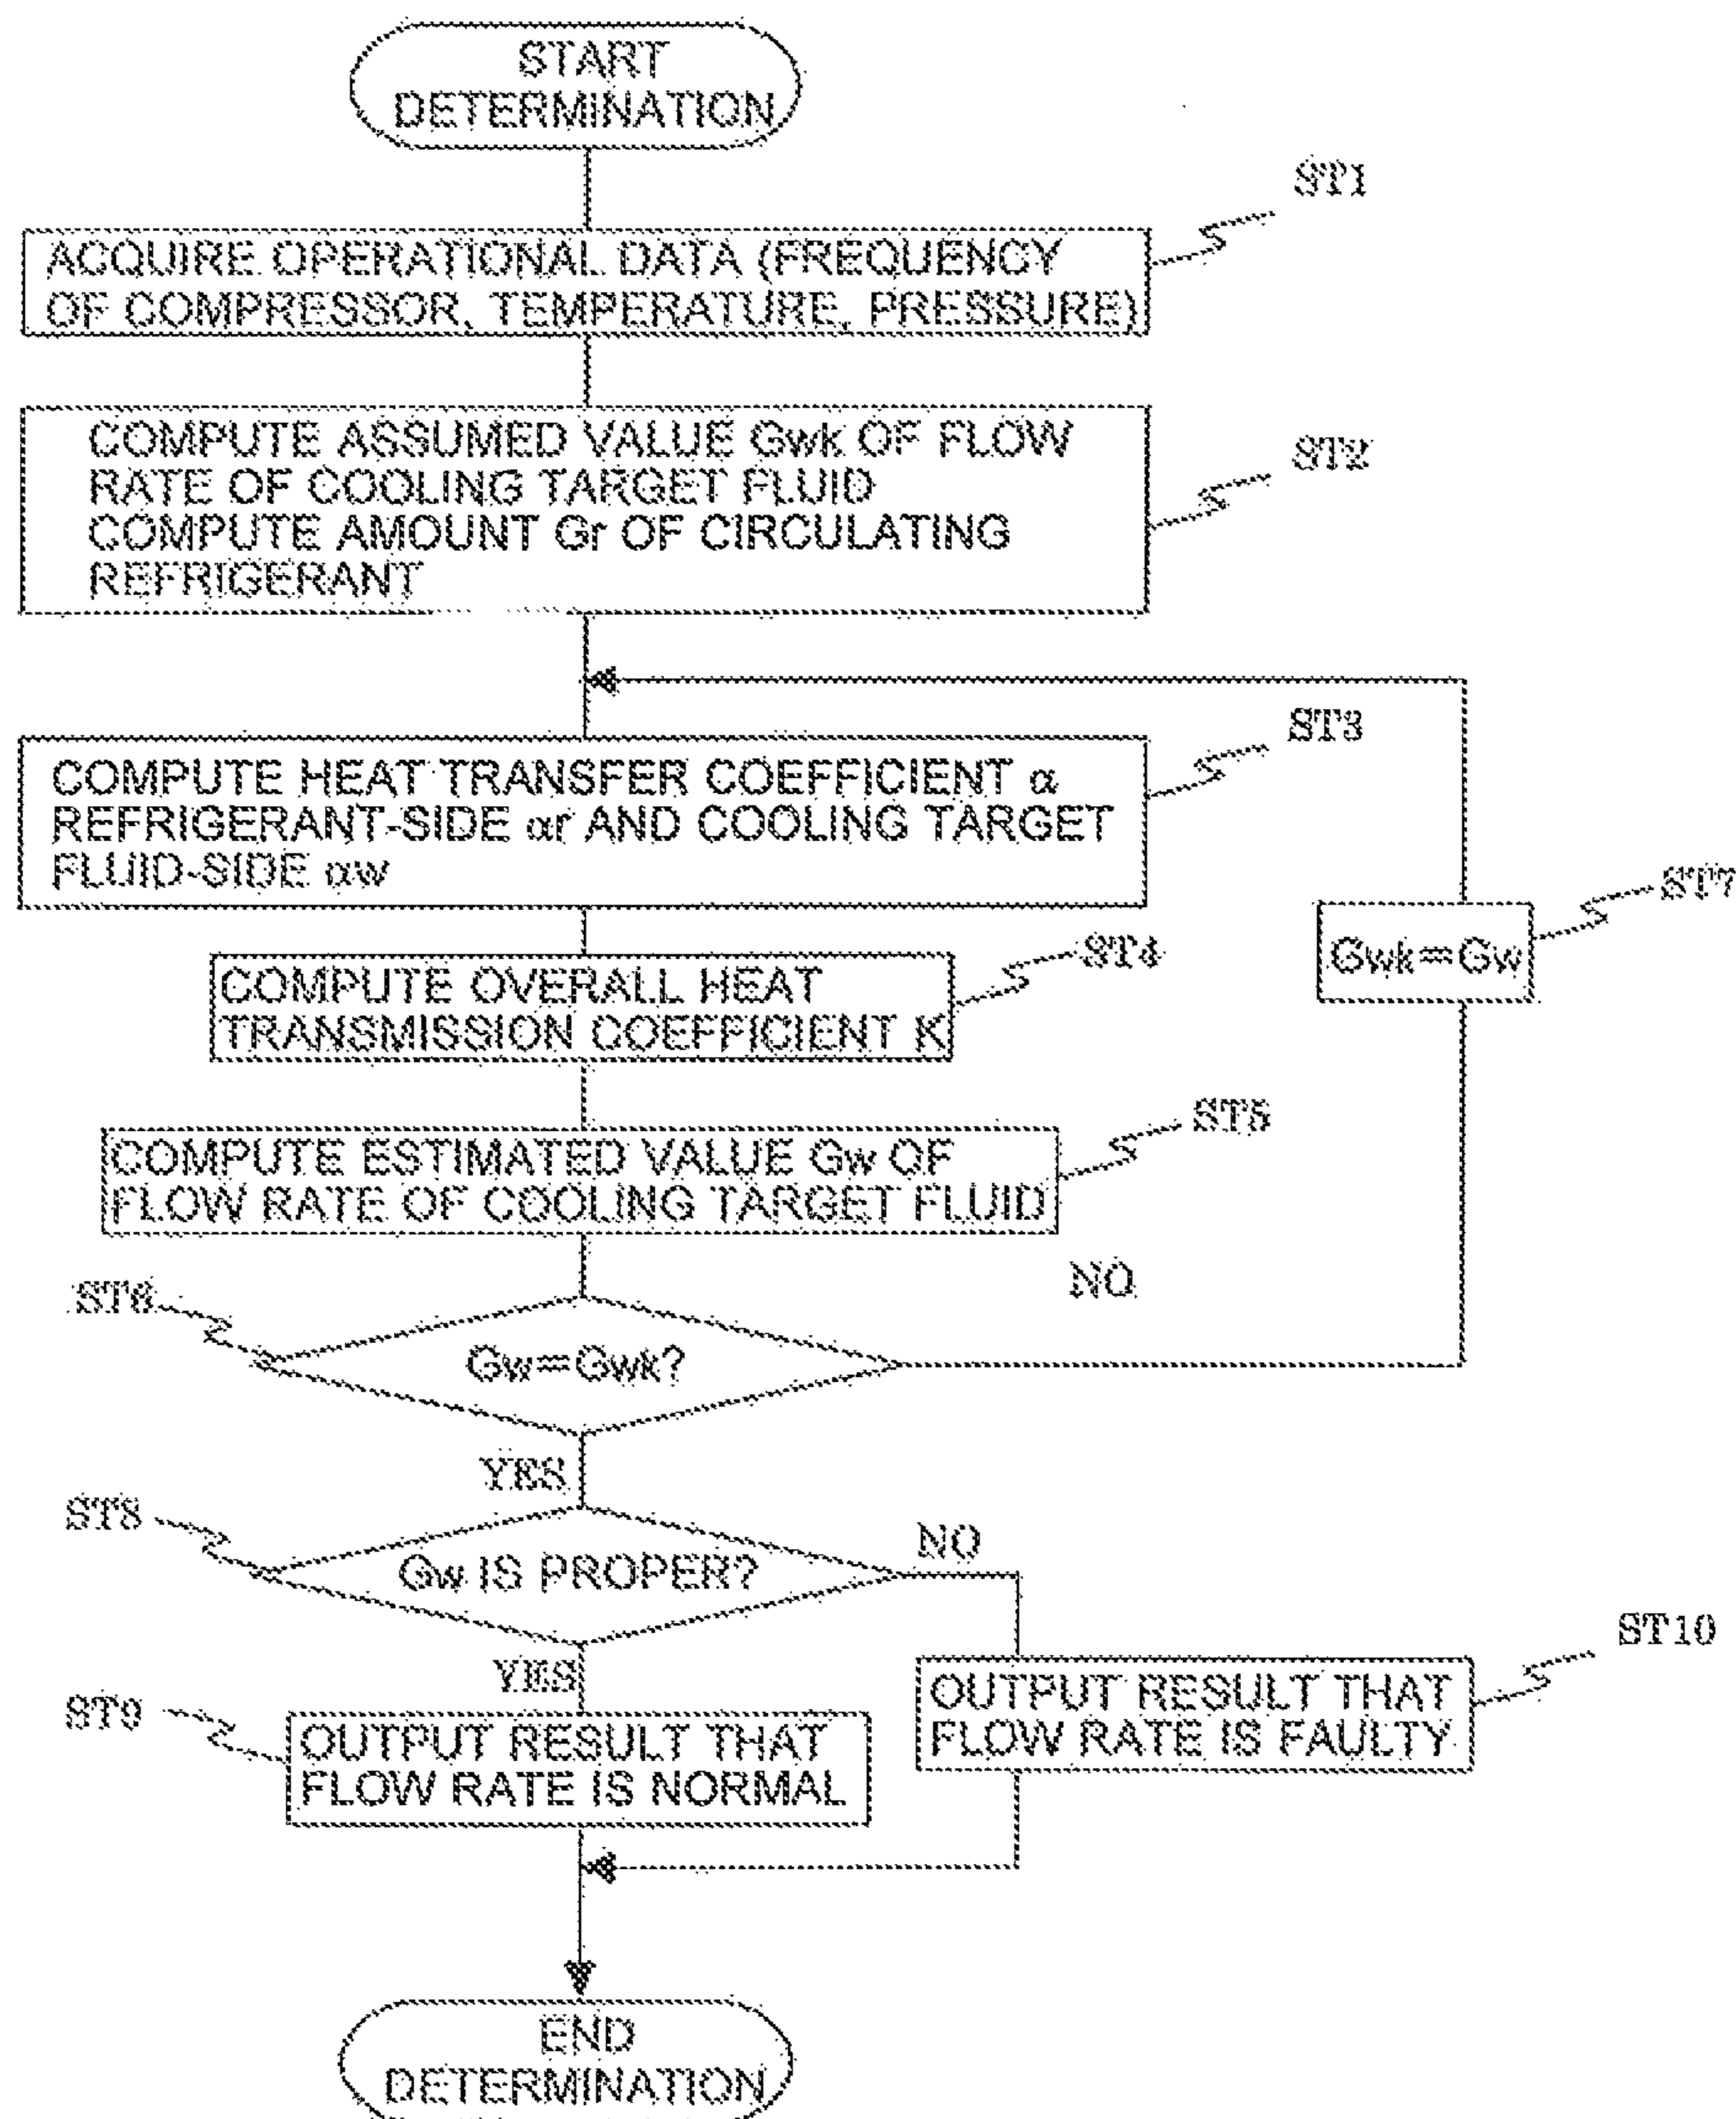 START
DETERMINATION
ST1
ACQUIRE OPERATIONAL DATA (FREQUENCY
OF COMPRESSOR, TEMPERATURE, PRESSURE)
ST2
COMPUTE ASSUMED VALUE Gwk OF FLOW
RATE OF COOLING TARGET FLUID
COMPUTE AMOUNT Gr OF CIRCULATING
REFRIGERANT
ST3
COMPUTE HEAT TRANSFER COEFFICIENT α
REFRIGERANT-SIDE αr AND COOLING TARGET
FLUID-SIDE αw
ST7
Gwk=Gw
ST4
COMPUTE OVERALL HEAT
TRANSMISSION COEFFICIENT K
ST5
COMPUTE ESTIMATED VALUE Gw OF
FLOW RATE OF COOLING TARGET FLUID
ST6
NO
Gw=Gwk?
YES
ST8
NO
Gw IS PROPER?
YES
ST10
OUTPUT RESULT THAT
FLOW RATE IS FAULTY
ST9
OUTPUT RESULT THAT
FLOW RATE IS NORMAL
END
DETERMINATION